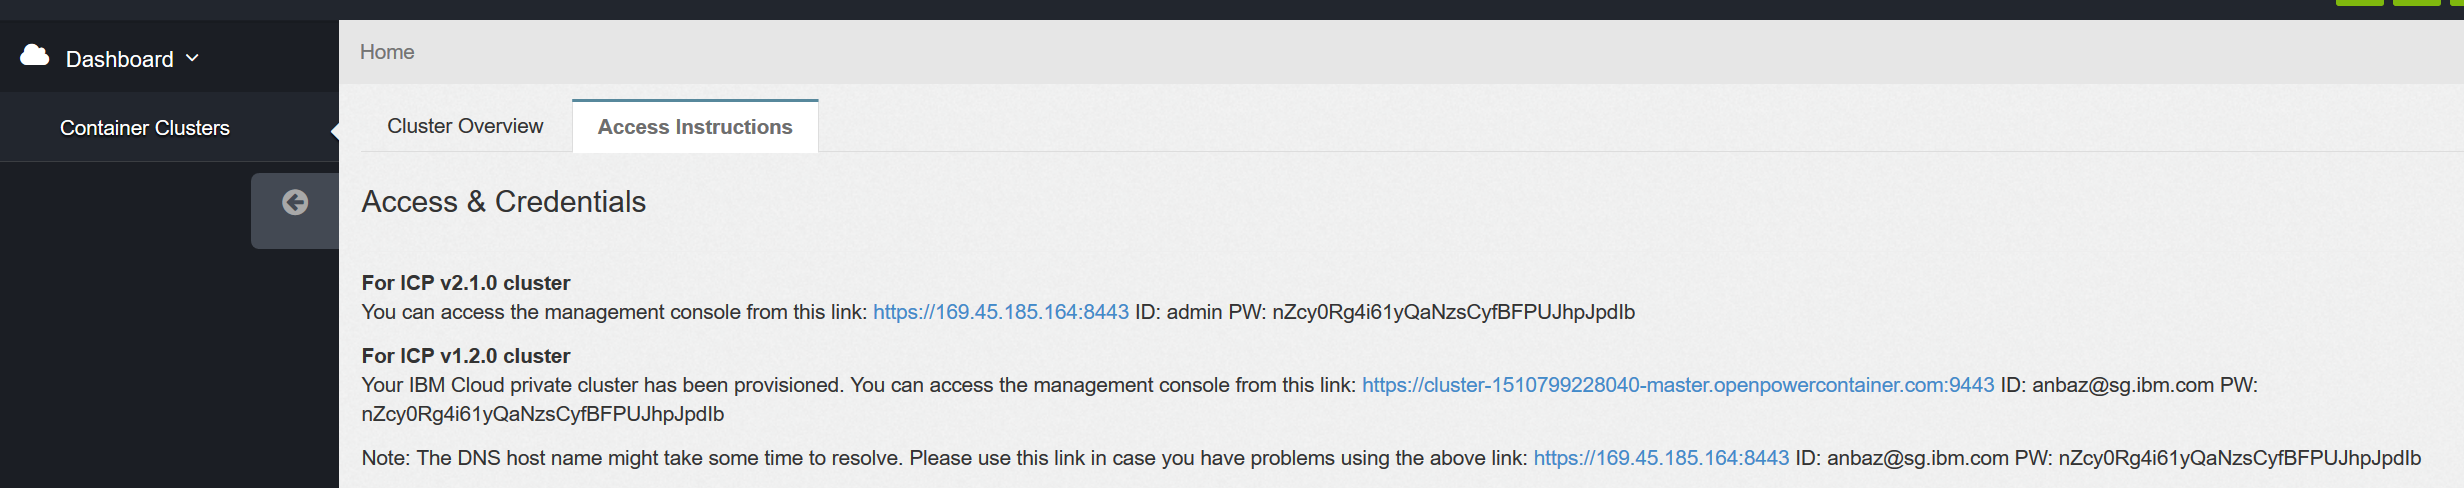 Dashboard
Home
Container Clusters
Cluster Overview
Access Instructions
Access & Credentials
For ICP v2.1.0 cluster
You can access the management console from this link: https://169.45.185.164:8443 ID: admin PW: nZcy0Rg4i61yQaNzsCyfBFPUJhpJpdIb
For ICP v1.2.0 cluster
Your IBM Cloud private cluster has been provisioned. You can access the management console from this link: https://cluster-1510799228040-master.openpowercontainer.com:9443 ID: anbaz@sg.ibm.com PW:
nZcy0Rg4i61yQaNzsCyfBFPUJhpJpdIb
Note: The DNS host name might take some time to resolve. Please use this link in case you have problems using the above link: https://169.45.185.164:8443 ID: anbaz@sg.ibm.com PW: nZcy0Rg4i61yQaNzsCyfBFPUJhpJpdIb